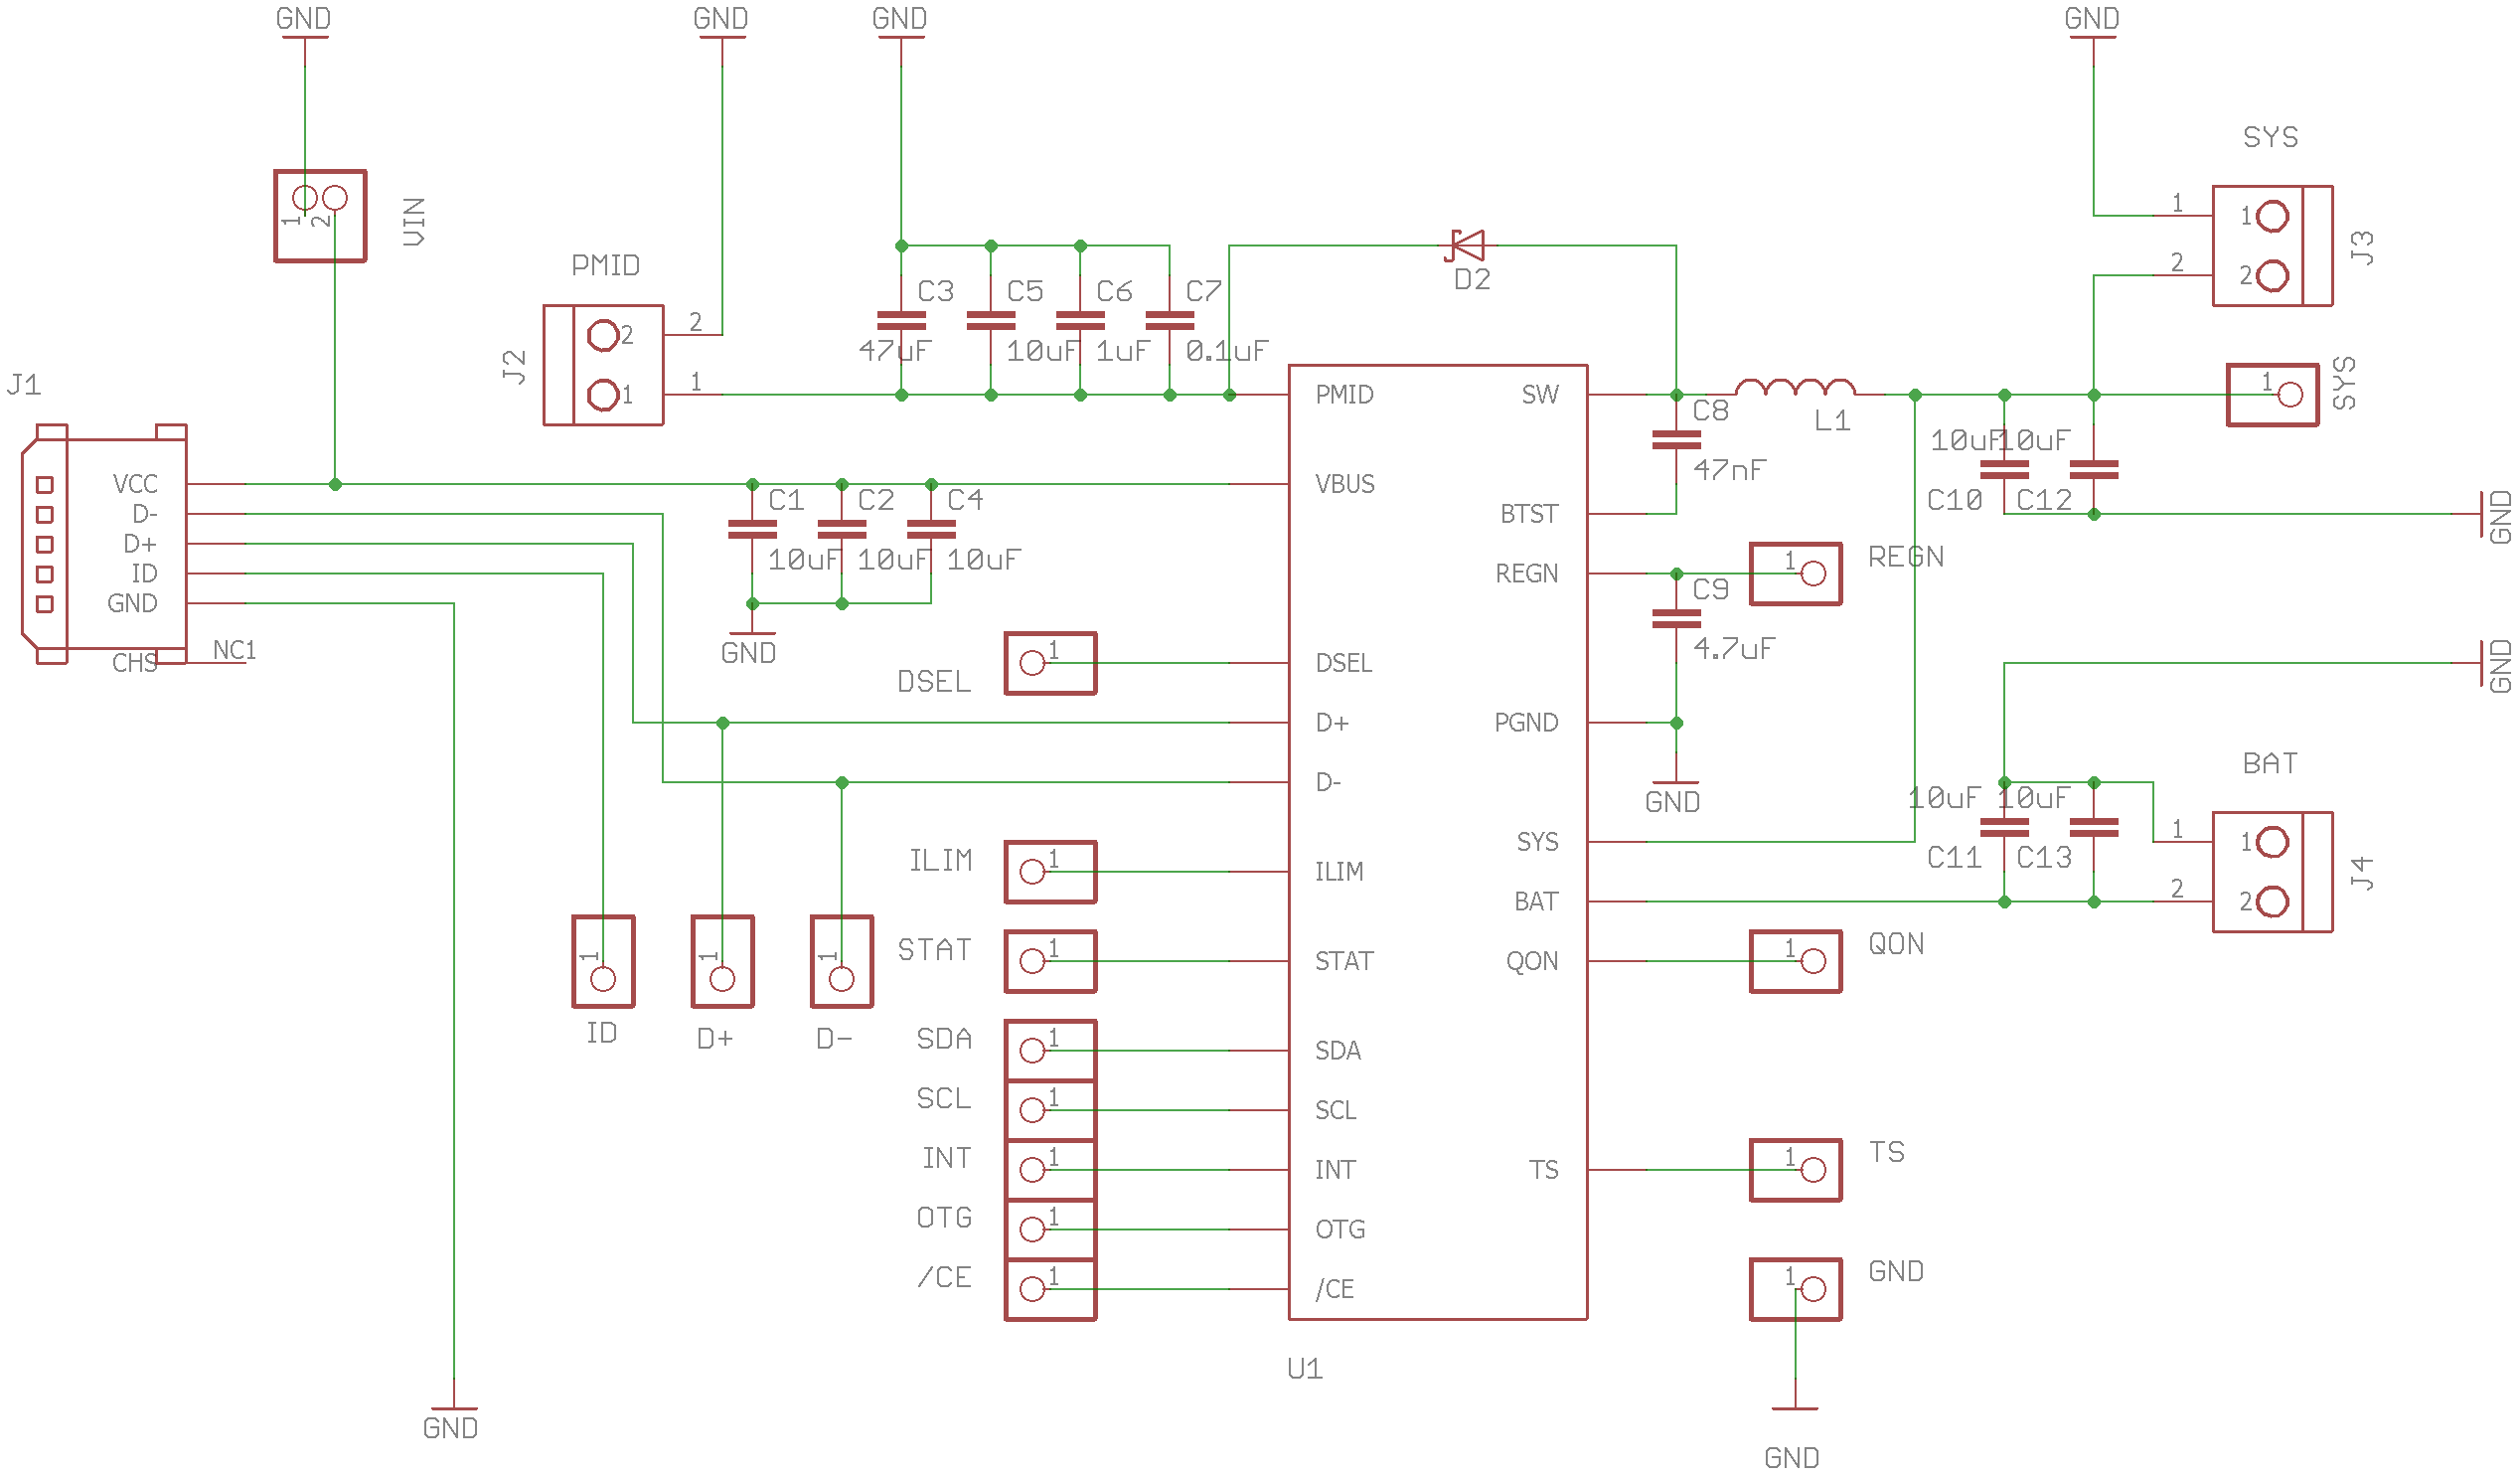 GND
GND
GND
GND
SYS
1
2
VIN
1
1
J3
2
2
PMID
C3
C5
C6
C7
D2
47uF
10uF
1uF
0.1uF
J2
2
2
1
1
J1
PMID
SW
C8
L1
1
SYS
10uF
10uF
47nF
C10
C12
GND
VCC
D-
D+
ID
GND
CHS
NC1
VBUS
C1
C2
C4
10uF
10uF
10uF
GND
BTST
REGN
1
REGN
C9
4.7uF
DSEL
1
DSEL
GND
D+
PGND
GND
D-
BAT
10uF
10uF
SYS
C11
C13
1
1
J4
2
2
ILIM
1
ILIM
BAT
STAT
1
STAT
QON
1
QON
1
1
1
ID
D+
D-
SDA
1
SDA
SCL
1
SCL
INT
1
INT
TS
1
TS
OTG
1
OTG
/CE
1
/CE
1
GND
U1
GND
GND